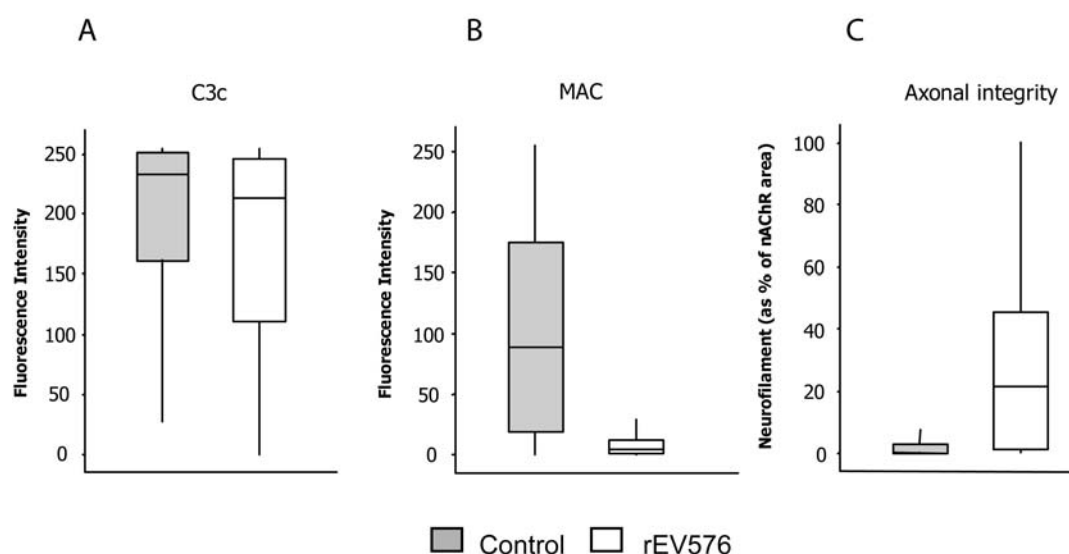 A
B
C
C3c
MAC
Axonal integrity
Fluorescence Intensity
250
200
150
100
50
0
Fluorescence Intensity
250
200
150
100
50
0
Neurofilament (as % of nAChR area)
100
80
60
40
20
0
Control
rEV576